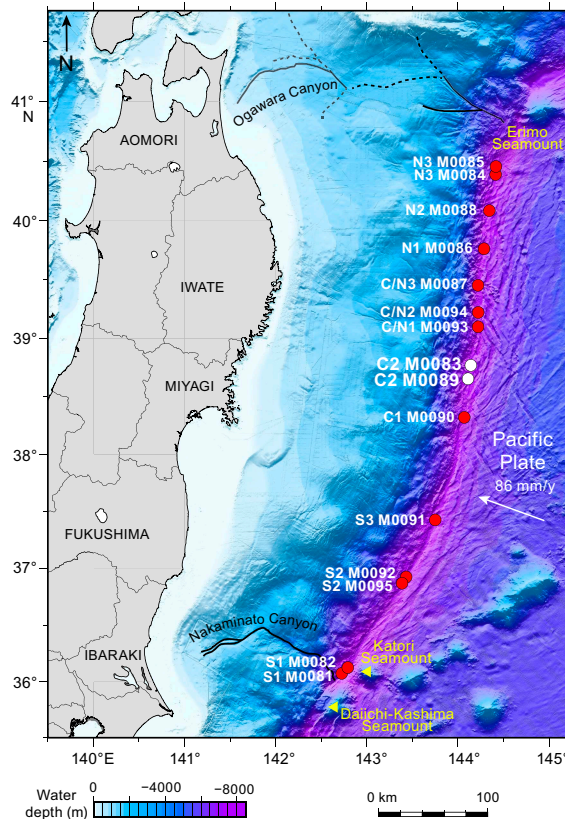 N
41°
N
Ogawara Canyon
AOMORI
Erimo
Seamount
N3 M0085
N3 M0084
40°
N2 M0088
N1 M0086
IWATE
C/N3 M0087
C/N2 M0094
39°
C/N1 M0093
C2 M0083
MIYAGI
C2 M0089
C1 M0090
Pacific
Plate
38°
86 mm/y
FUKUSHIMA
S3 M0091
37°
S2 M0092
S2 M0095
Nakaminato Canyon
IBARAKI
Katori
Seamount
S1 M0082
36°
S1 M0081
Daiichi-Kashima
Seamount
140°E
141°
142°
143°
144°
145°
Water
depth (m)
0
−4000
−8000
0 km
100